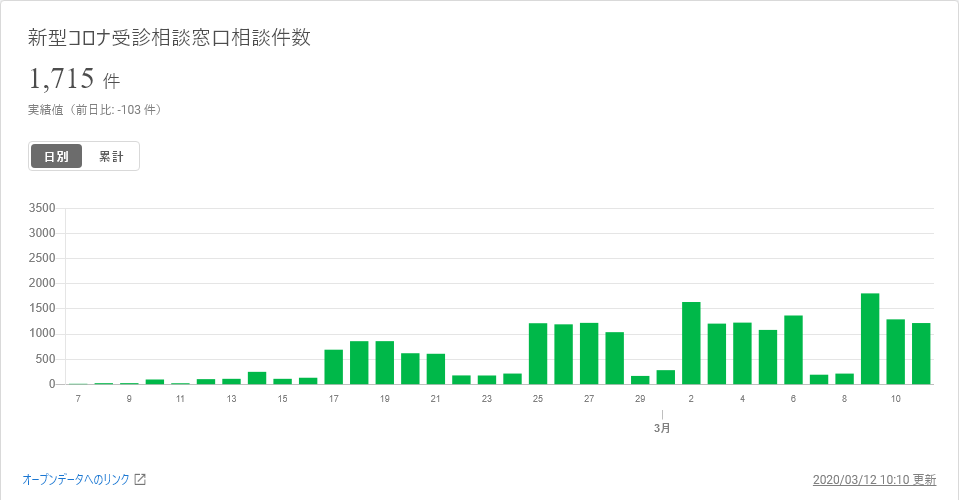 新型コロナ受診相談窓口相談件数
1,715 件
実績値（前日比: -103 件）
日別 累計
3500
3000
2500
2000
1500
1000
500
0
7 9 11 13 15 17 19 21 23 25 27 29 2 4 6 8 10
3月
オープンデータへのリンク
2020/03/12 10:10 更新